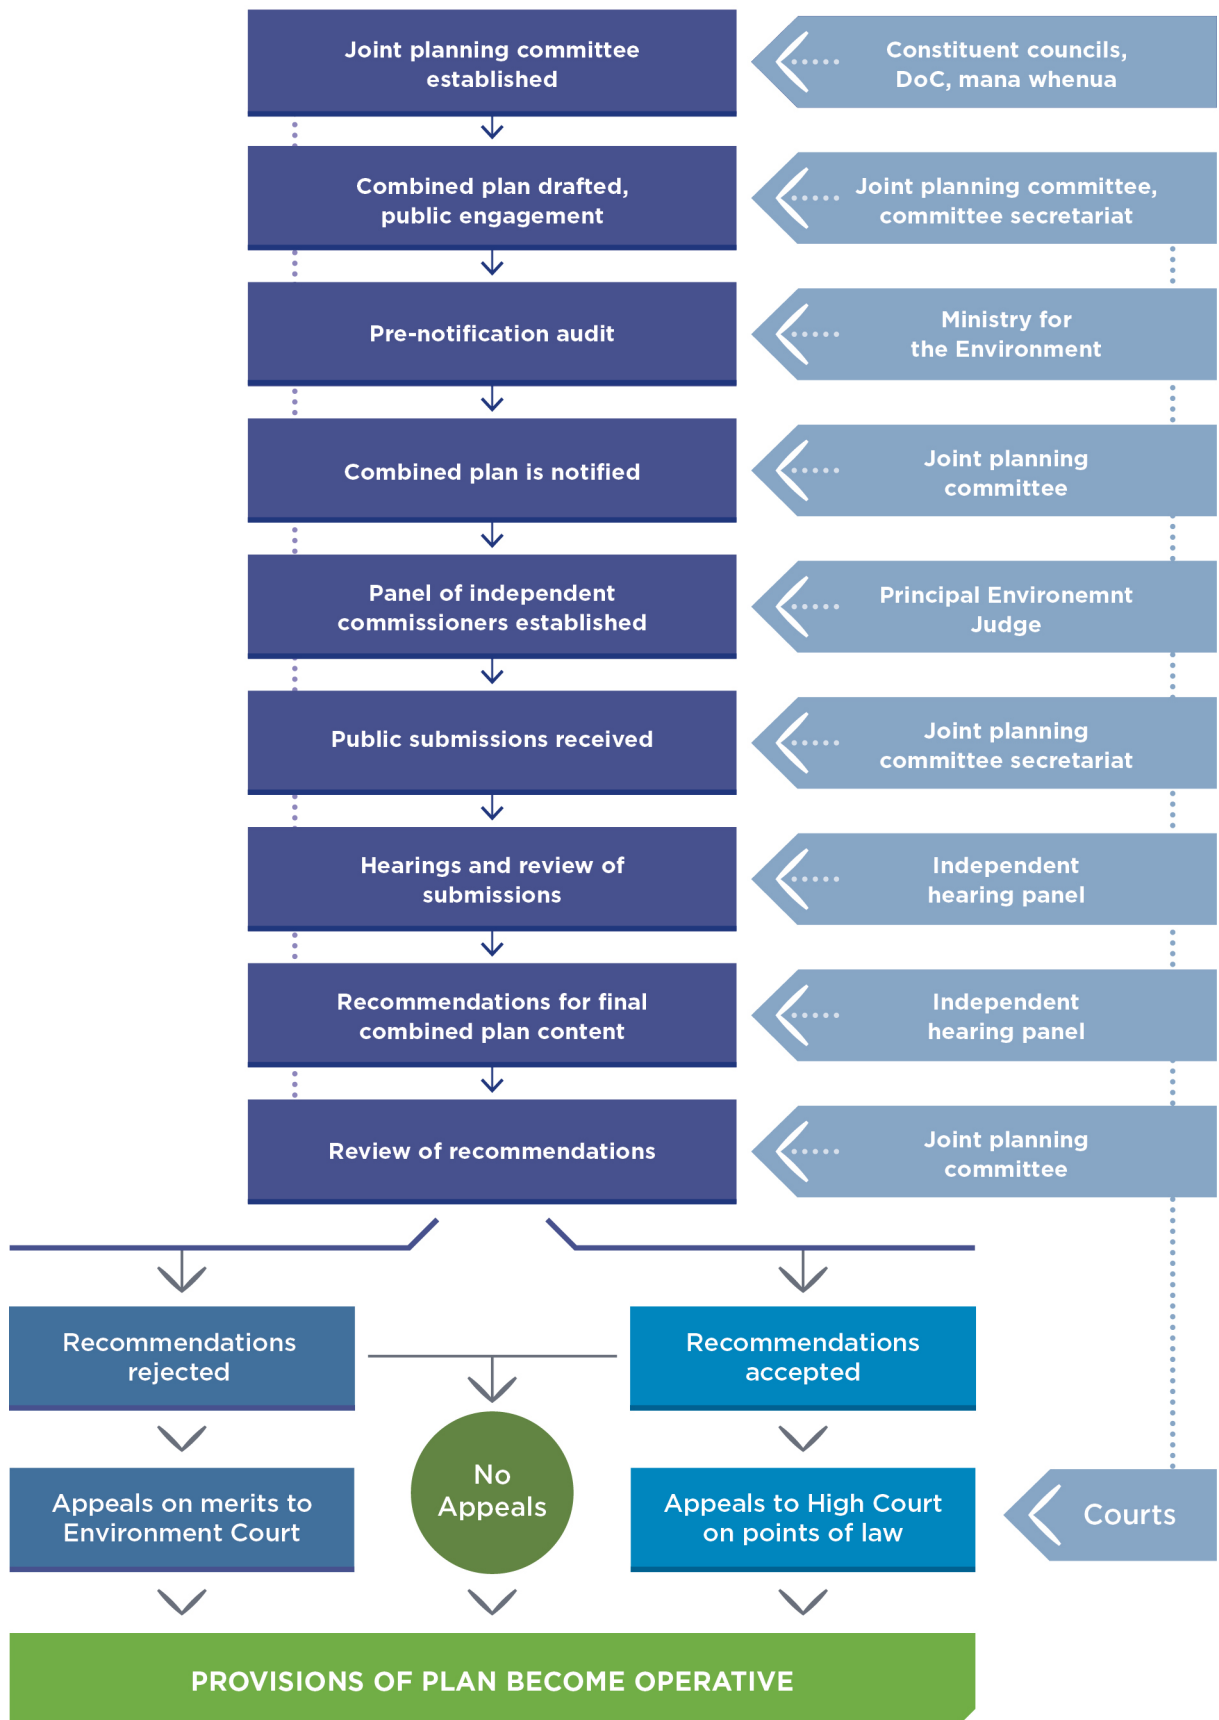 Joint planning committee
established
Constituent councils,
DoC, mana whenua
Combined plan drafted,
public engagement
Joint planning committee,
committee secretariat
Pre-notification audit
Ministry for
the Environment
Combined plan is notified
Joint planning
committee
Panel of independent
commissioners established
Principal Environemnt
Judge
Public submissions received
Joint planning
committee secretariat
Hearings and review of
submissions
Independent
hearing panel
Recommendations for final
combined plan content
Independent
hearing panel
Review of recommendations
Joint planning
committee
Recommendations
rejected
Recommendations
accepted
Appeals on merits to
Environment Court
No
Appeals
Appeals to High Court
on points of law
Courts
PROVISIONS OF PLAN BECOME OPERATIVE